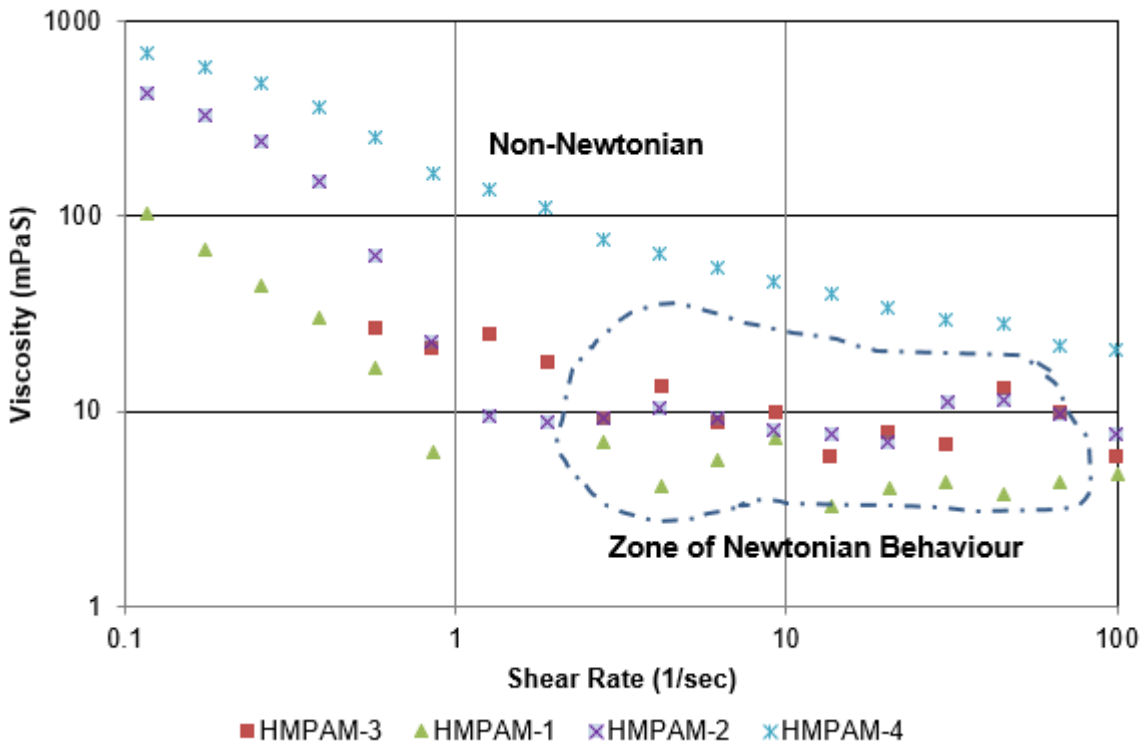 1000
Non-Newtonian
100
Viscosity (mPaS)
10
Zone of Newtonian Behaviour
1
0.1 1 10 100
Shear Rate (1/sec)
HMPAM-3 HMPAM-1 HMPAM-2 HMPAM-4